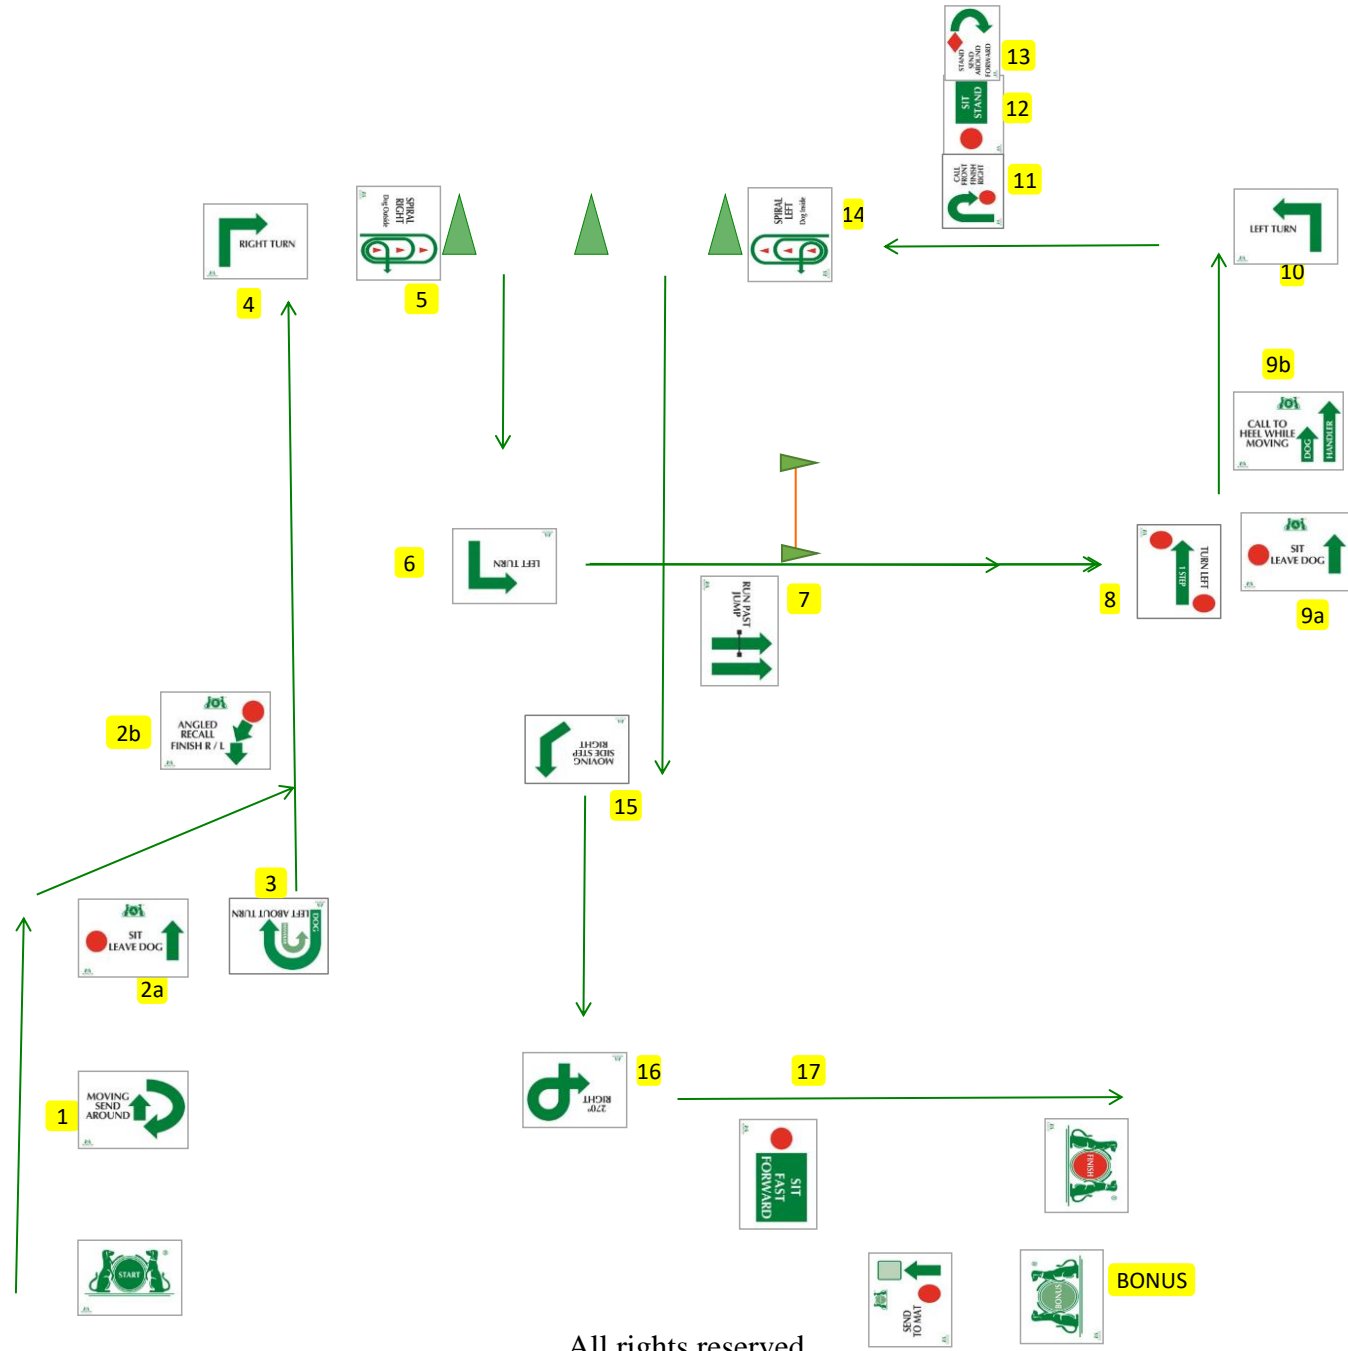 STAND
SEND
AROUND
FORWARD
13
SIT
STAND
12
CALL
FRONT
FINISH
RIGHT
11
RIGHT TURN
4
SPIRAL
RIGHT
Dog Outside
5
SPIRAL
LEFT
Dog Inside
14
LEFT TURN
10
9b
CALL TO
HEEL WHILE
MOVING
DOG
HANDLER
6
LEFT TURN
RUN PAST
JUMP
7
8
TURN LEFT
1 STEP
SIT
LEAVE DOG
9a
2b
ANGLED
RECALL
FINISH R / L
MOVING
SIDE STEP
RIGHT
15
3
LEFT ABOUT TURN
DOG
SIT
LEAVE DOG
2a
1
MOVING
SEND
AROUND
270°
RIGHT
16
17
SIT
FAST
FORWARD
FINISH
®
START
®
SEND
TO MAT
BONUS
®
BONUS
All rights reserved